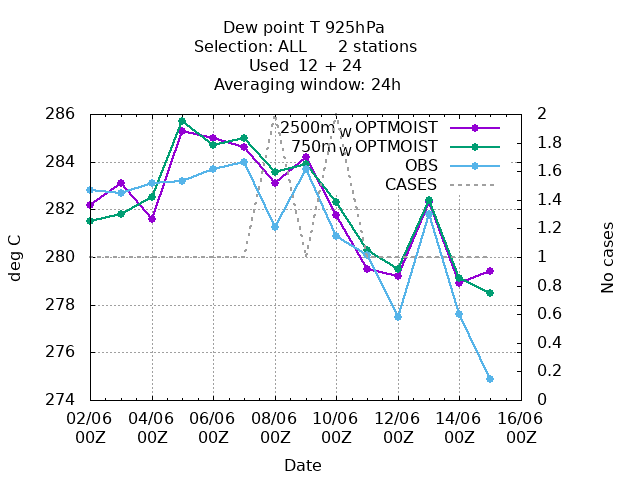 Dew point T 925hPa
Selection: ALL 2 stations
Used 12 + 24
Averaging window: 24h
2500m_w OPTMOIST
750m_w OPTMOIST
OBS
CASES
286
284
282
280
278
276
274
2
1.8
1.6
1.4
1.2
1
0.8
0.6
0.4
0.2
0
deg C
No cases
02/06 04/06 06/06 08/06 10/06 12/06 14/06 16/06
00Z 00Z 00Z 00Z 00Z 00Z 00Z 00Z
Date